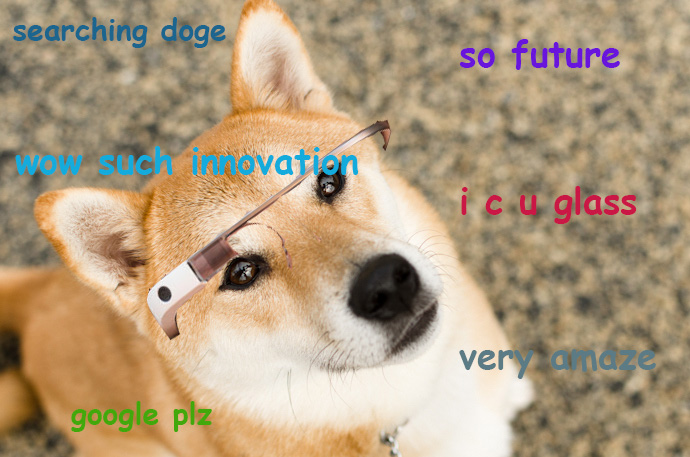 searching doge
so future
wow such innovation
i c u glass
very amaze
google plz